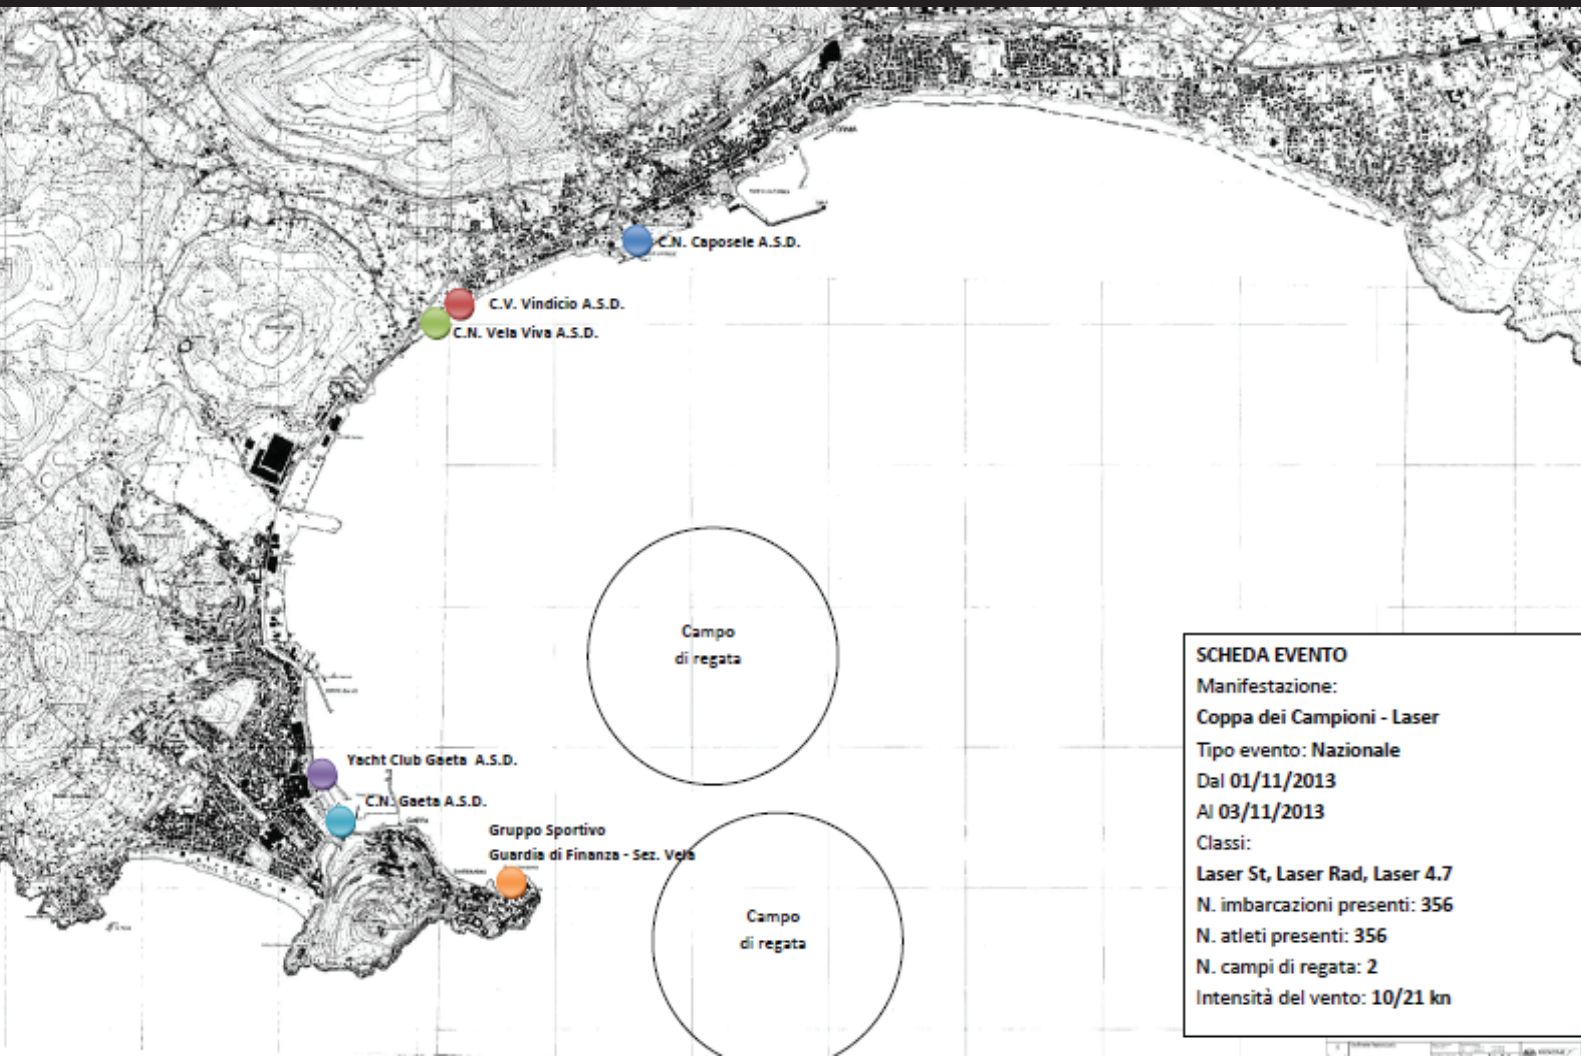 C.N. Caposele A.S.D.
C.V. Vindicio A.S.D.
C.N. Vela Viva A.S.D.
Campo
di regata
Yacht Club Gaeta A.S.D.
C.N. Gaeta A.S.D.
Gruppo Sportivo
Guardia di Finanza - Sez. Vela
Campo
di regata
SCHEDA EVENTO
Manifestazione:
Coppa dei Campioni - Laser
Tipo evento: Nazionale
Dal 01/11/2013
Al 03/11/2013
Classi:
Laser St, Laser Rad, Laser 4.7
N. imbarcazioni presenti: 356
N. atleti presenti: 356
N. campi di regata: 2
Intensità del vento: 10/21 kn